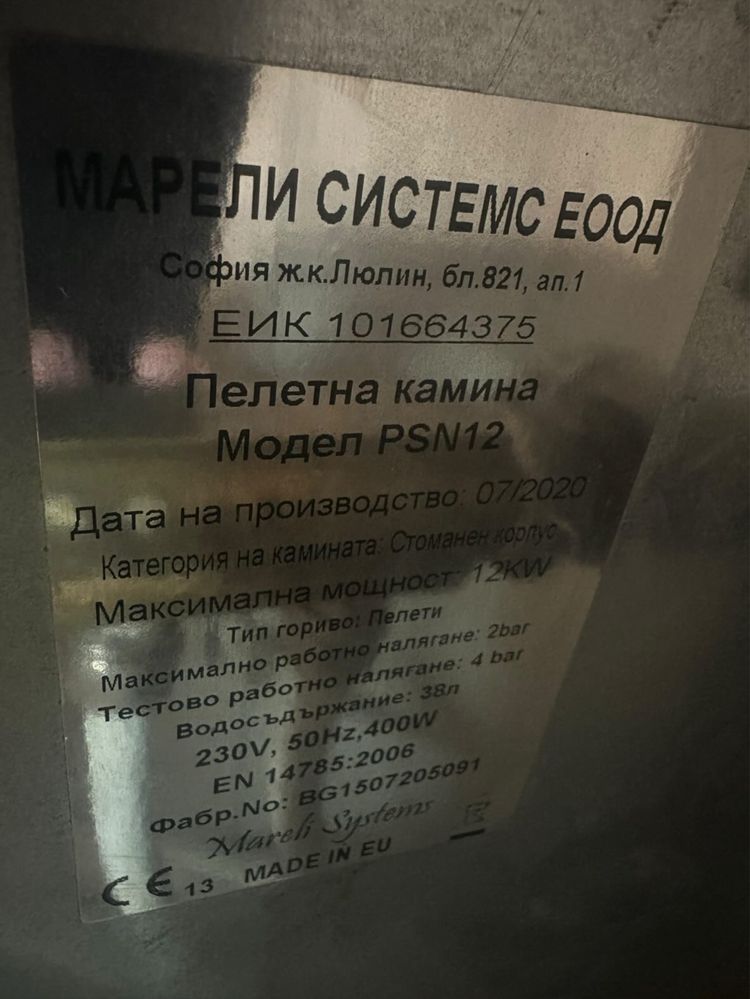 МАРЕЛИ СИСТЕМС ЕООД
София ж.к.Люлин, бл.821, ап.1
ЕИК 101664375
Пелетна камина
Модел PSN12
Дата на производство: 07/2020
Категория на камината: Стоманен корпус
Максимална мощност: 12KW
Тип гориво: Пелети
Максимално работно налягане: 2bar
Тестово работно налягане: 4 bar
Водосъдържание: 38л
230V, 50Hz,400W
EN 14785:2006
Фабр.No: BG1507205091
Mareli Systems
CE 13 MADE IN EU